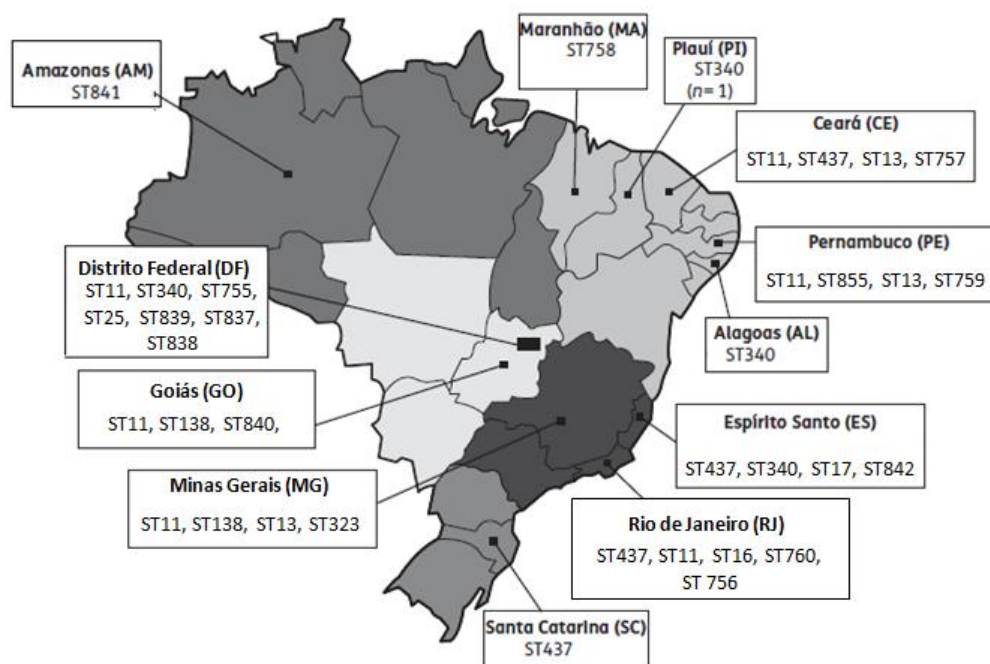 Maranhão (MA)
ST758
Piauí (PI)
ST340
(n= 1)
Amazonas (AM)
ST841
Ceará (CE)
ST11, ST437, ST13, ST757
Pernambuco (PE)
ST11, ST855, ST13, ST759
Distrito Federal (DF)
ST11, ST340, ST755,
ST25, ST839, ST837,
ST838
Alagoas (AL)
ST340
Goiás (GO)
ST11, ST138, ST840,
Espírito Santo (ES)
ST437, ST340, ST17, ST842
Minas Gerais (MG)
ST11, ST138, ST13, ST323
Rio de Janeiro (RJ)
ST437, ST11, ST16, ST760,
ST 756
Santa Catarina (SC)
ST437